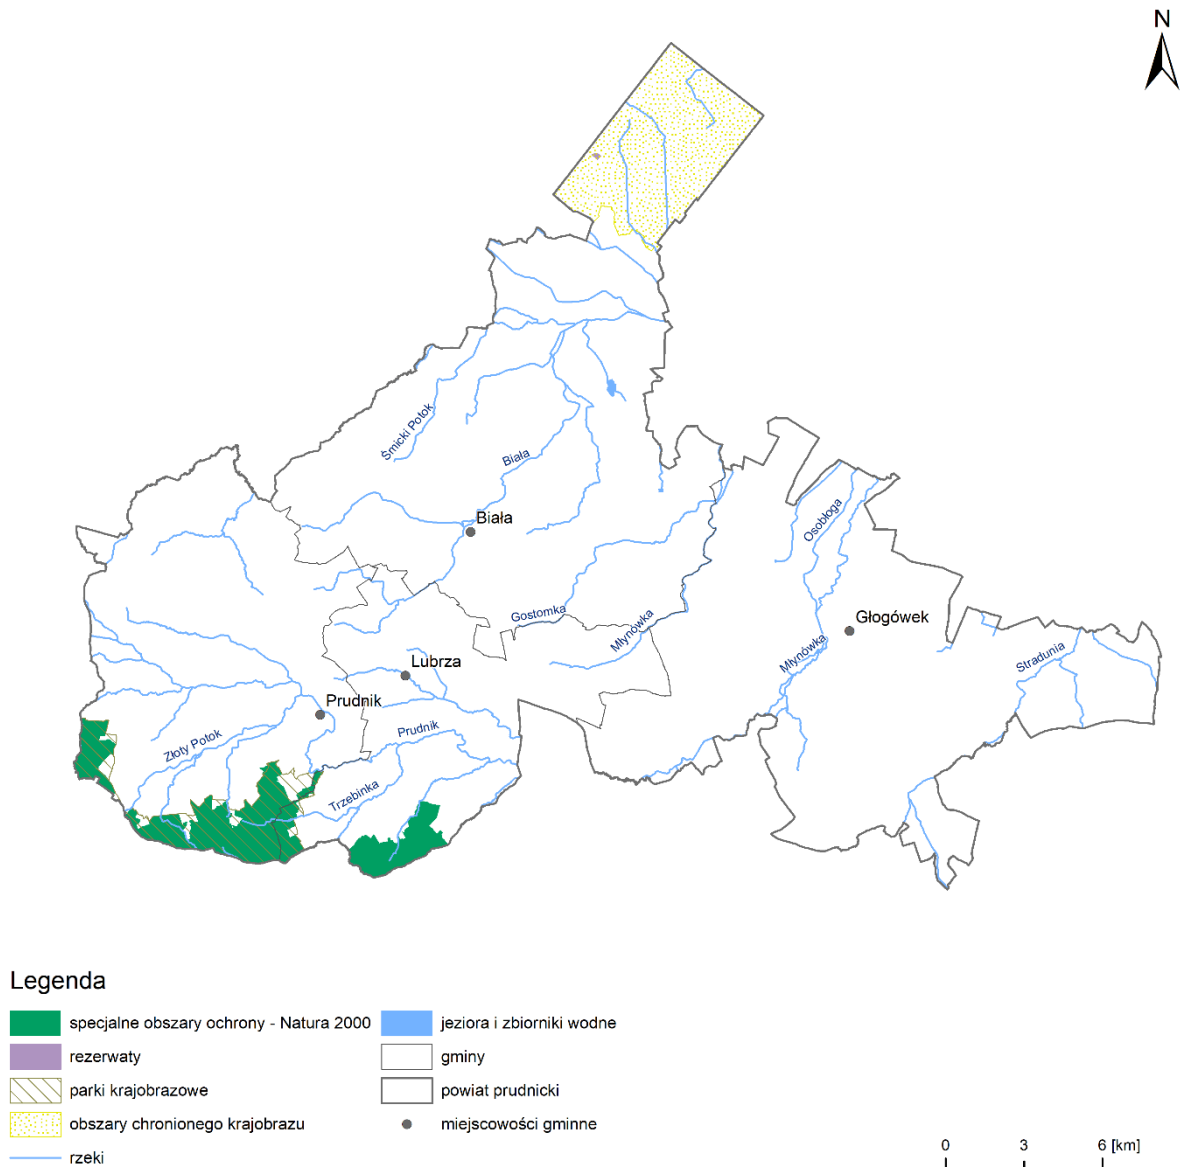 N
Śmicki Potok
Biała
Biała
Osobłoga
Gostomka
Młynówka
Głogówek
Młynówka
Stradunia
Lubrza
Prudnik
Prudnik
Złoty Potok
Trzebinka
Legenda
specjalne obszary ochrony - Natura 2000
rezerwaty
parki krajobrazowe
obszary chronionego krajobrazu
rzeki
jeziora i zbiorniki wodne
gminy
powiat prudnicki
miejscowości gminne
0 3 6 [km]